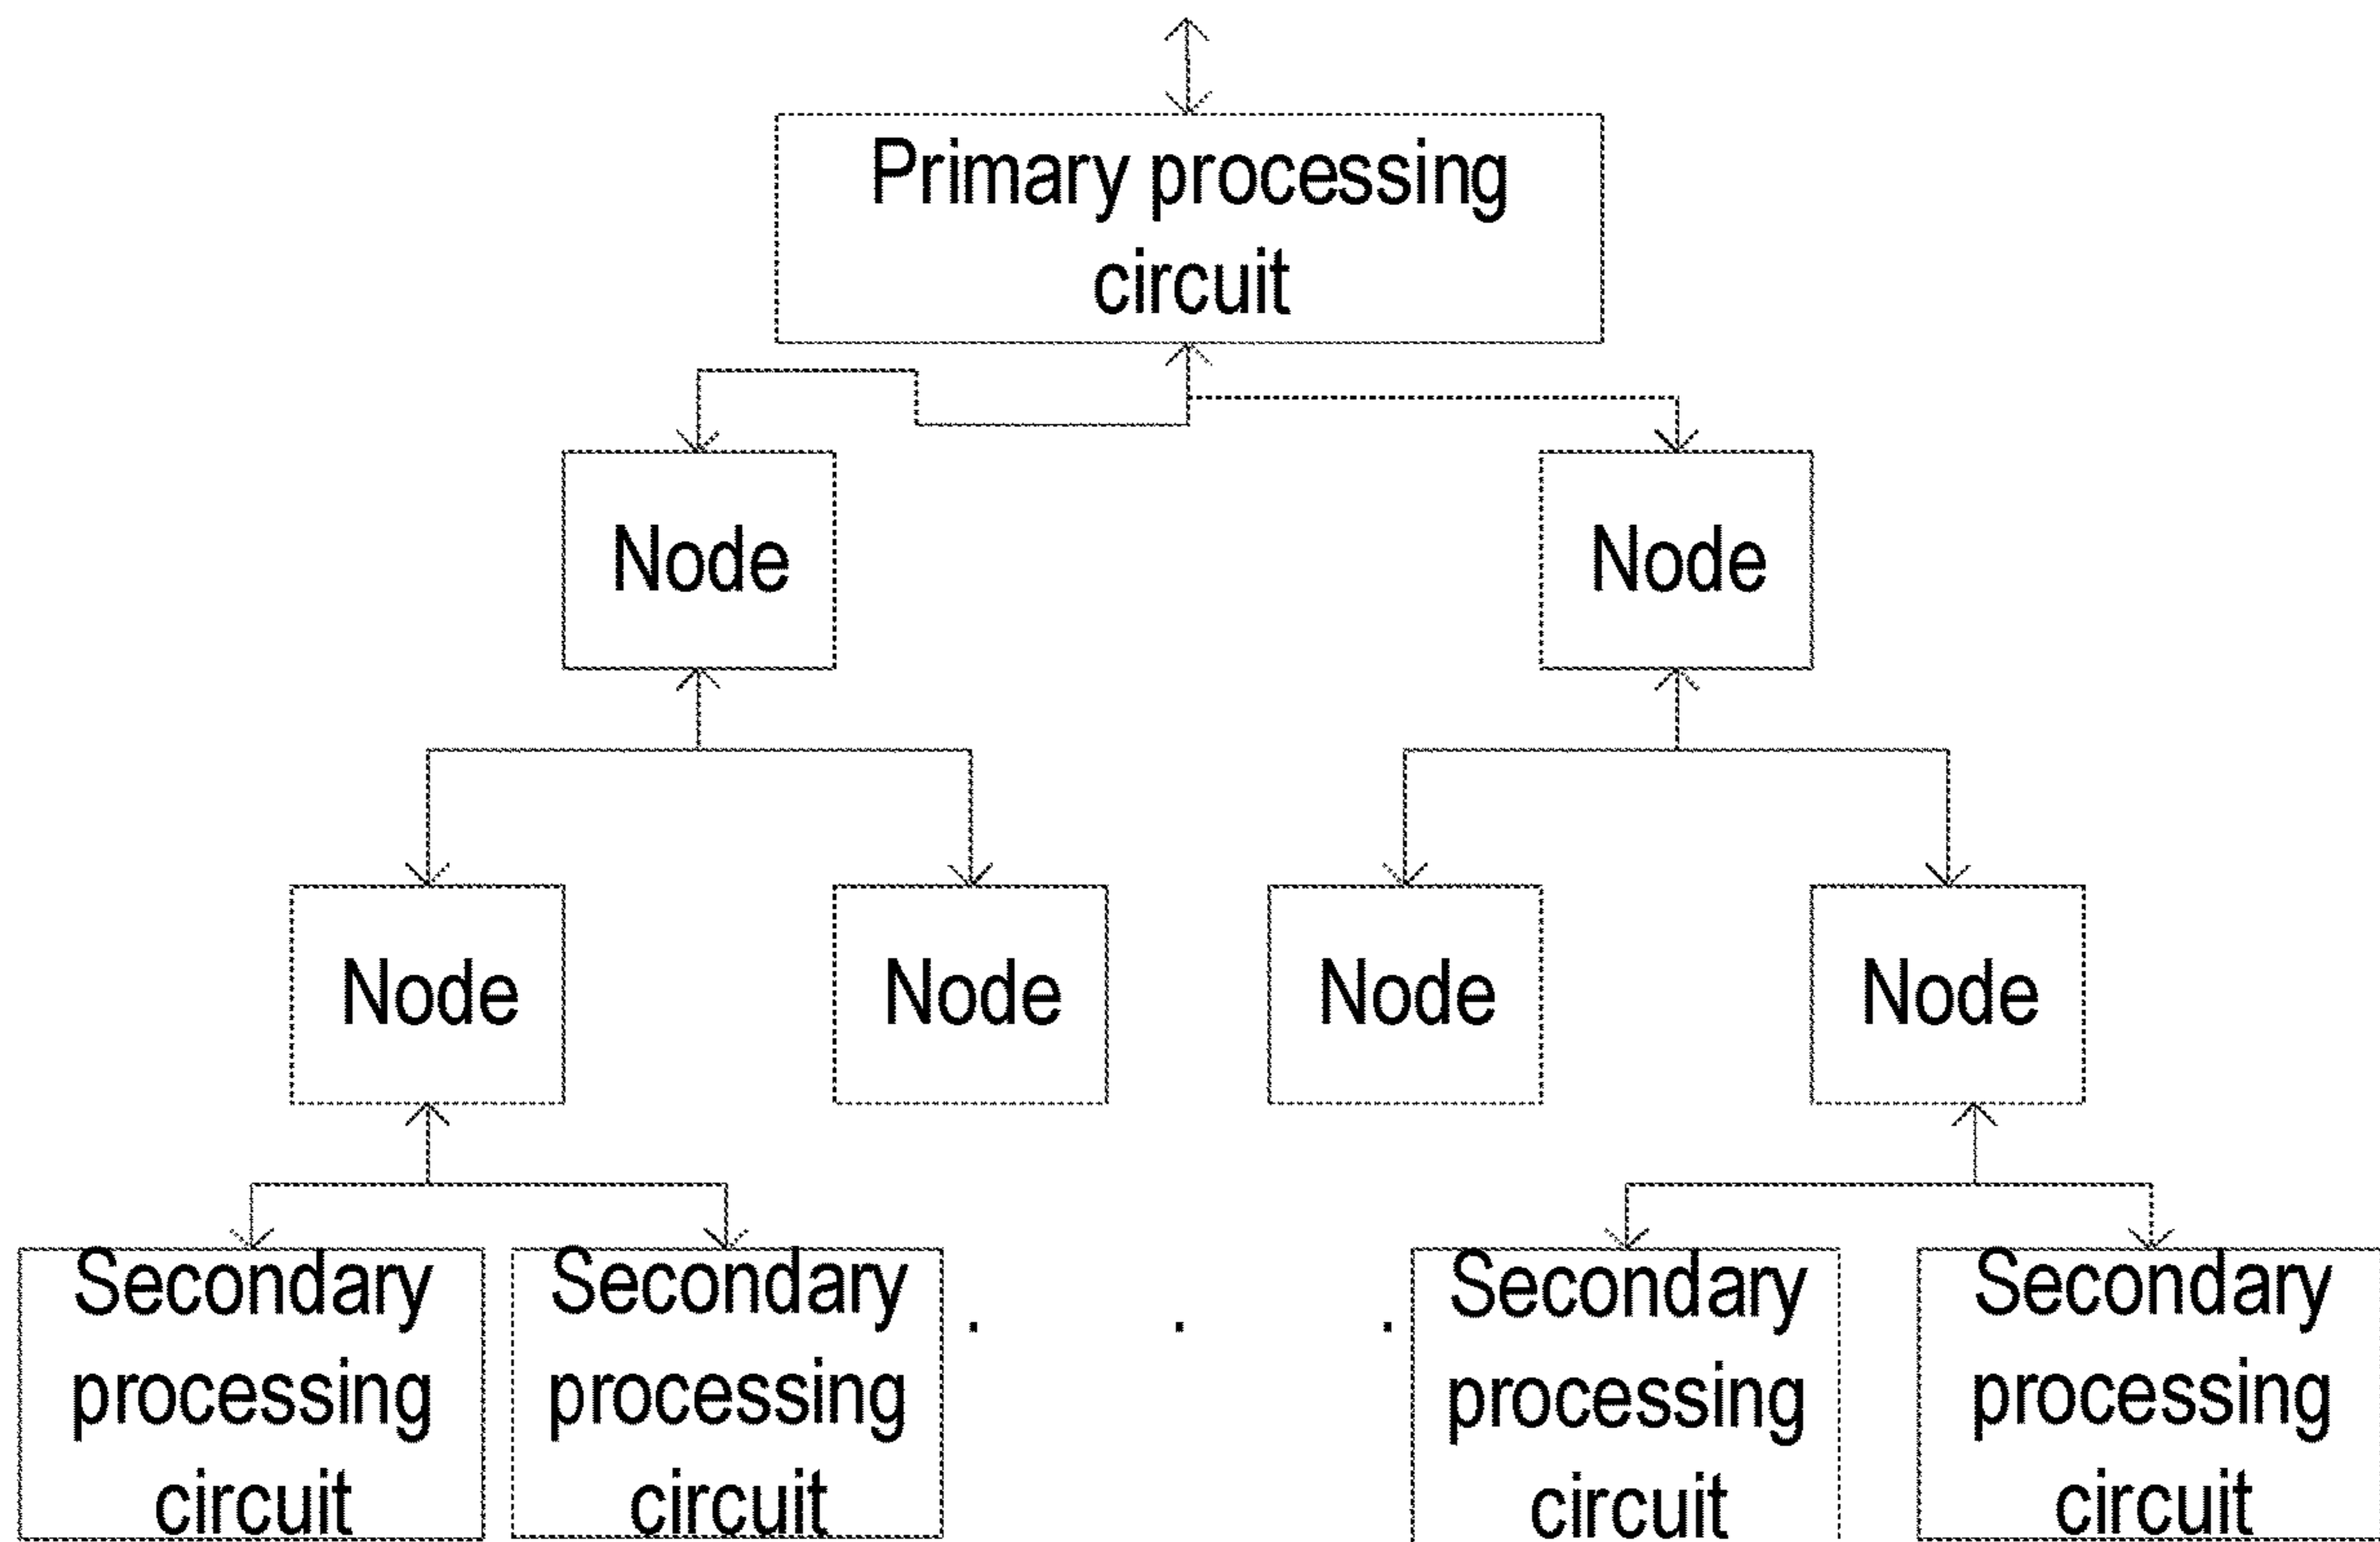 Primary processing
circuit
Node
Node
Node
Node
Node
Node
Secondary
processing
circuit
Secondary
processing
circuit
. . .
Secondary
processing
circuit
Secondary
processing
circuit